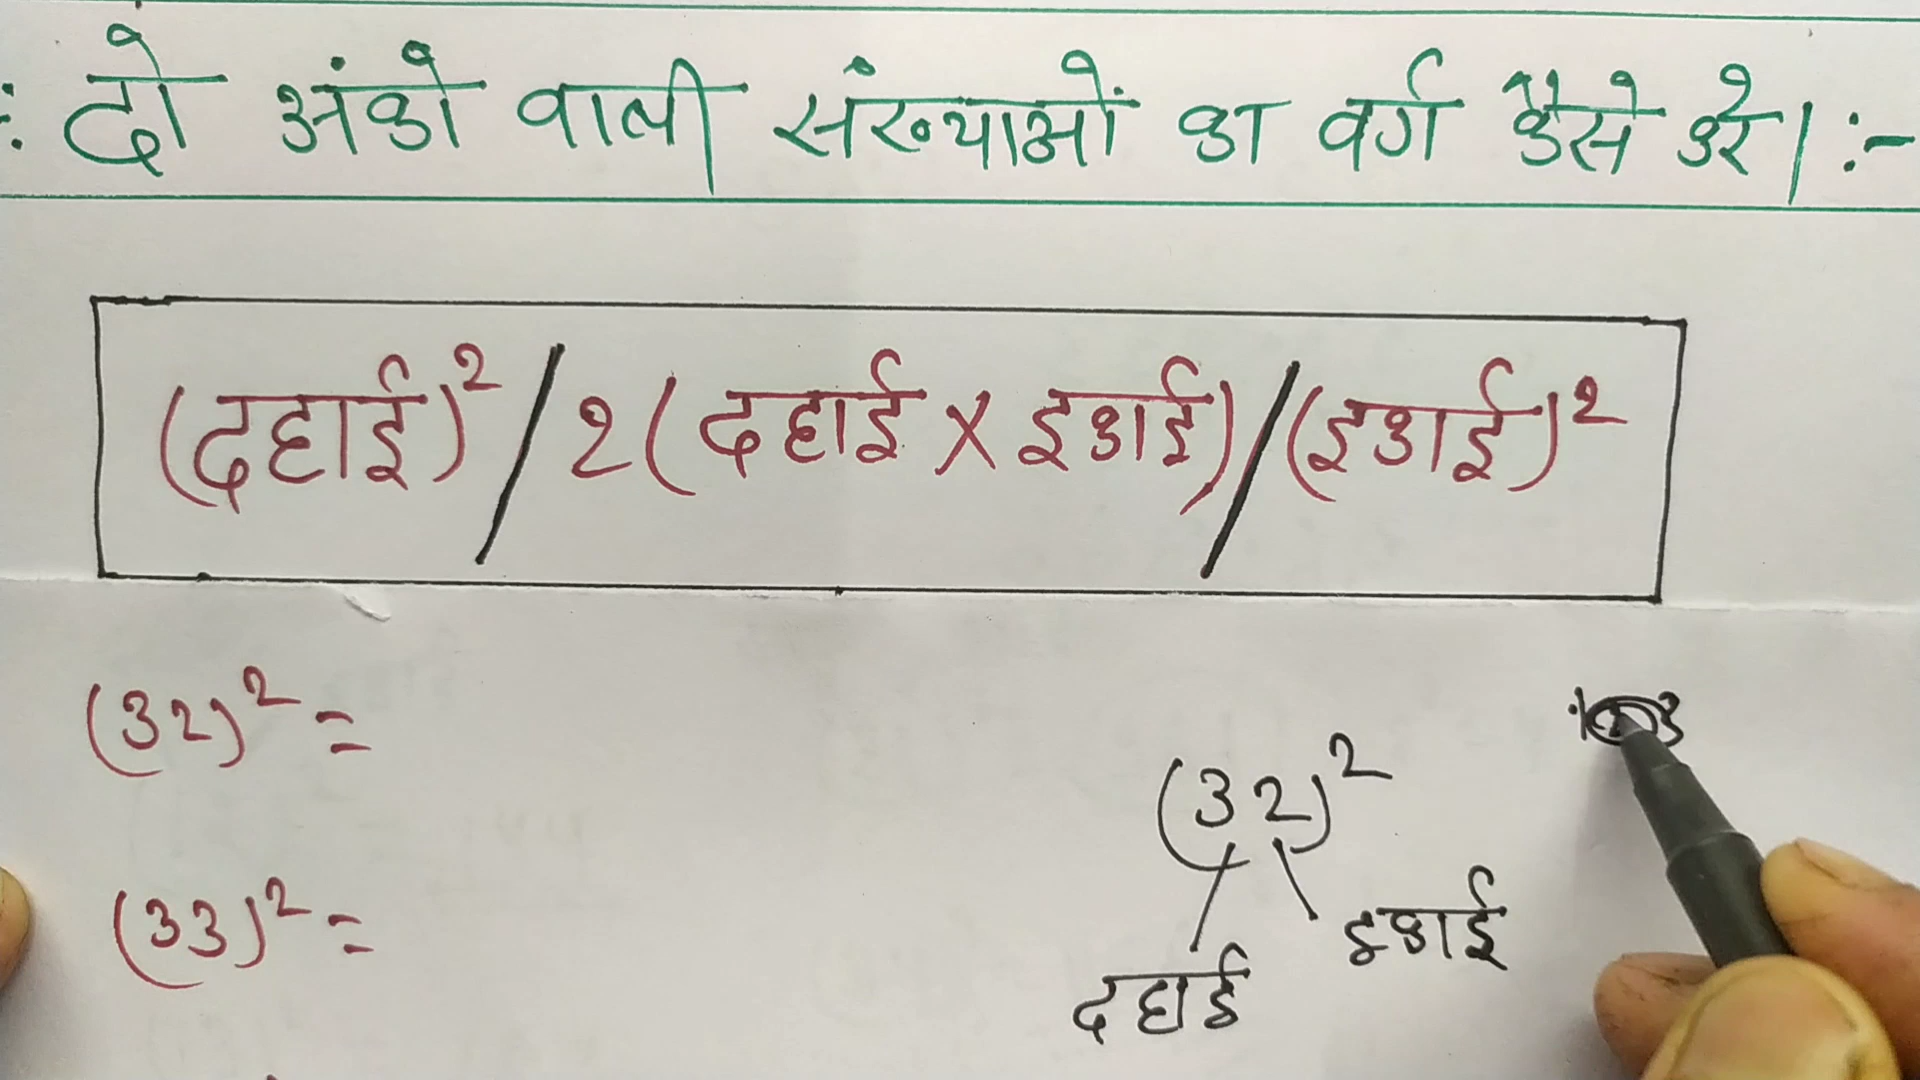 : दो अंको वाली संख्याओं का वर्ग कैसे करे। :-
(दहाई)² / 2 ( दहाई x इकाई) / (इकाई)²
(32)² =
(32)²
(33)² =
इकाई
दहाई